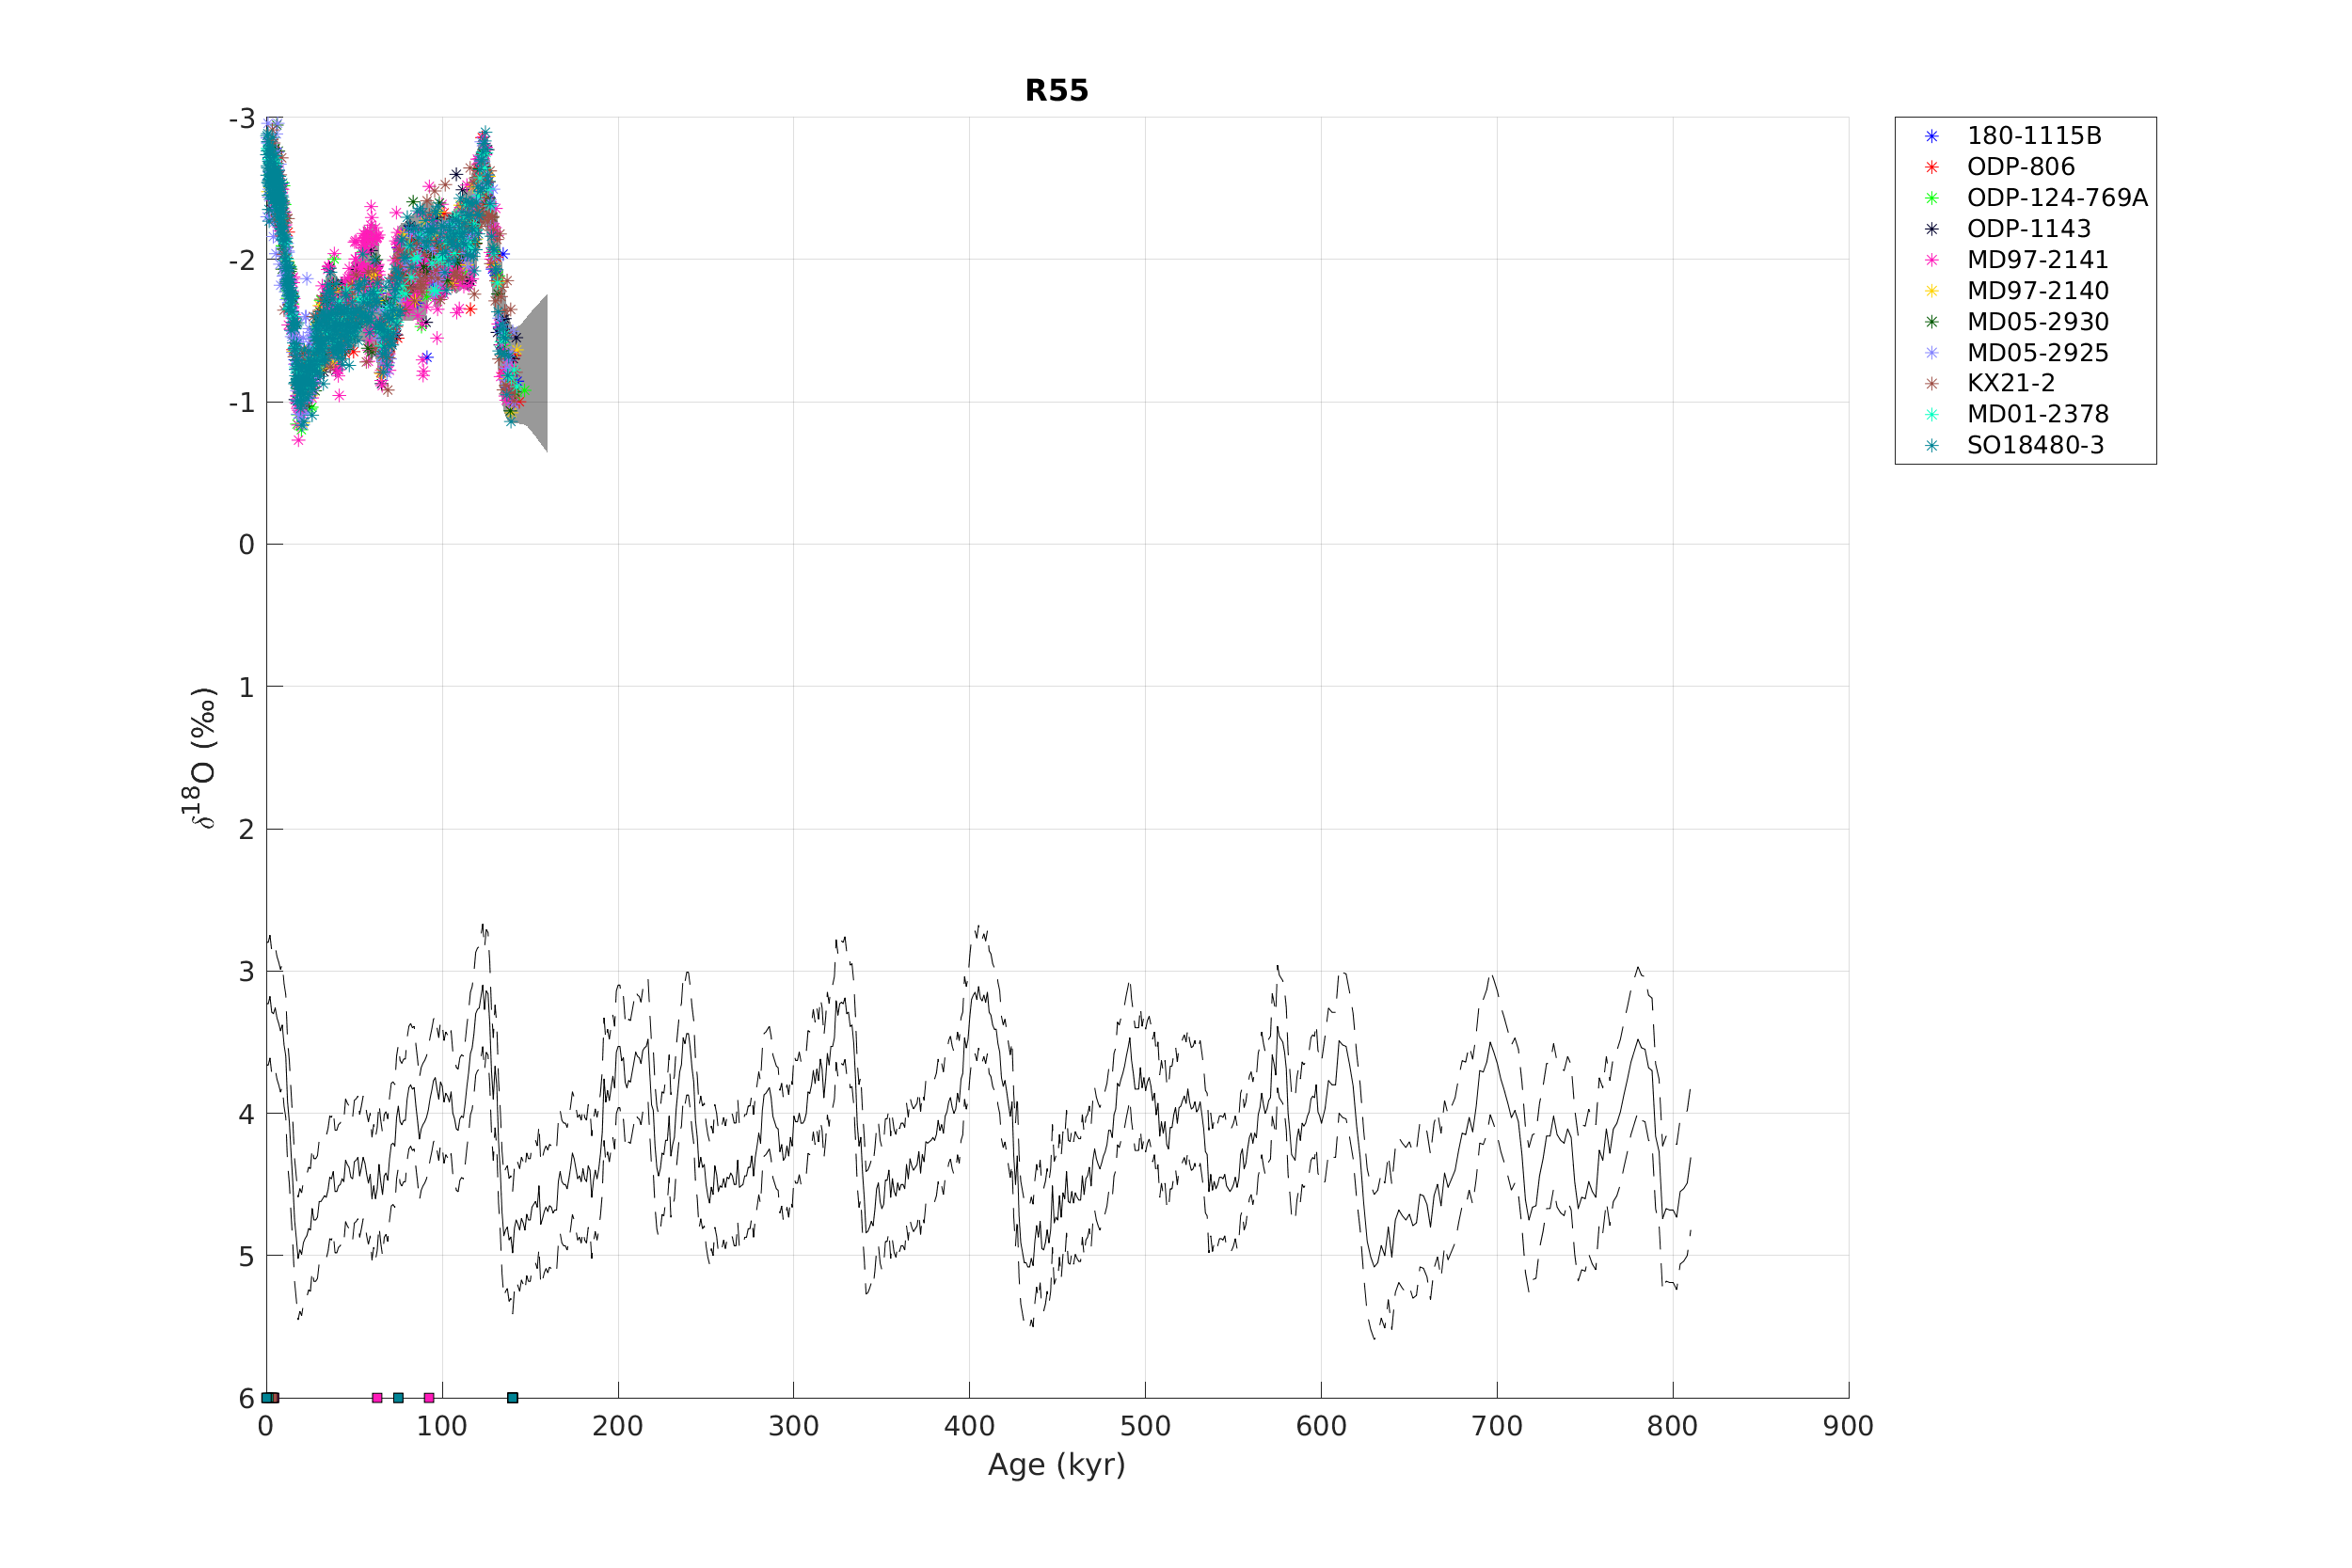 R55
-3
-2
-1
0
1
2
3
4
5
6
δ18O (‰)
0 100 200 300 400 500 600 700 800 900
Age (kyr)
180-1115B
ODP-806
ODP-124-769A
ODP-1143
MD97-2141
MD97-2140
MD05-2930
MD05-2925
KX21-2
MD01-2378
SO18480-3